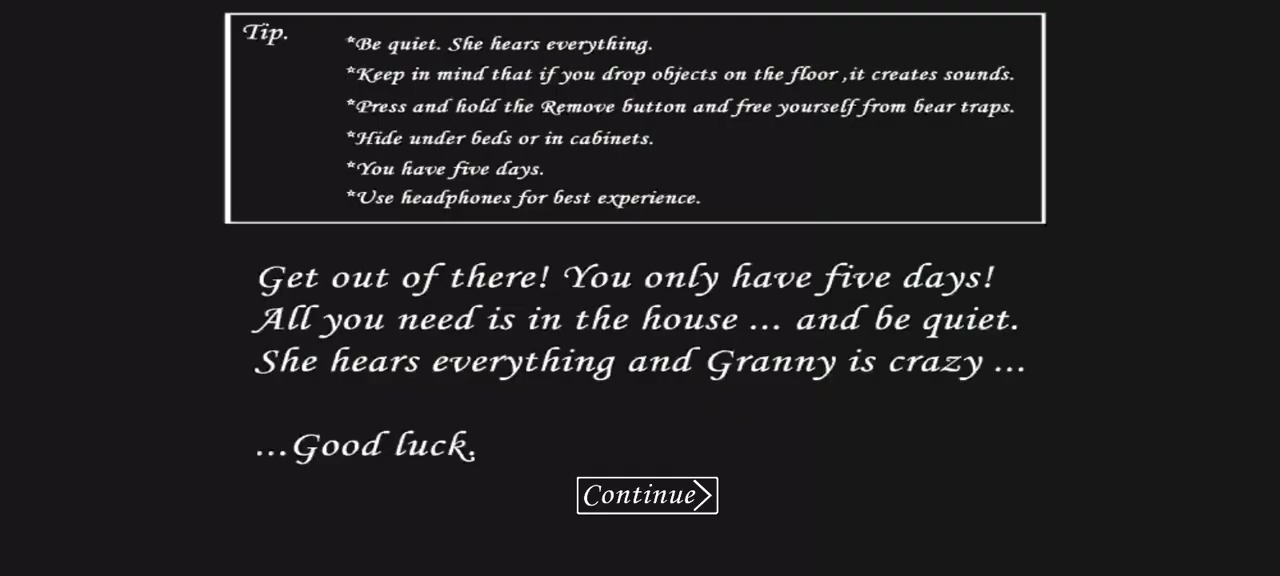 Tip.
*Be quiet. She hears everything.
*Keep in mind that if you drop objects on the floor ,it creates sounds.
*Press and hold the Remove button and free yourself from bear traps.
*Hide under beds or in cabinets.
*You have five days.
*Use headphones for best experience.
Get out of there! You only have five days!
All you need is in the house ... and be quiet.
She hears everything and Granny is crazy ...
...Good luck.
Continue